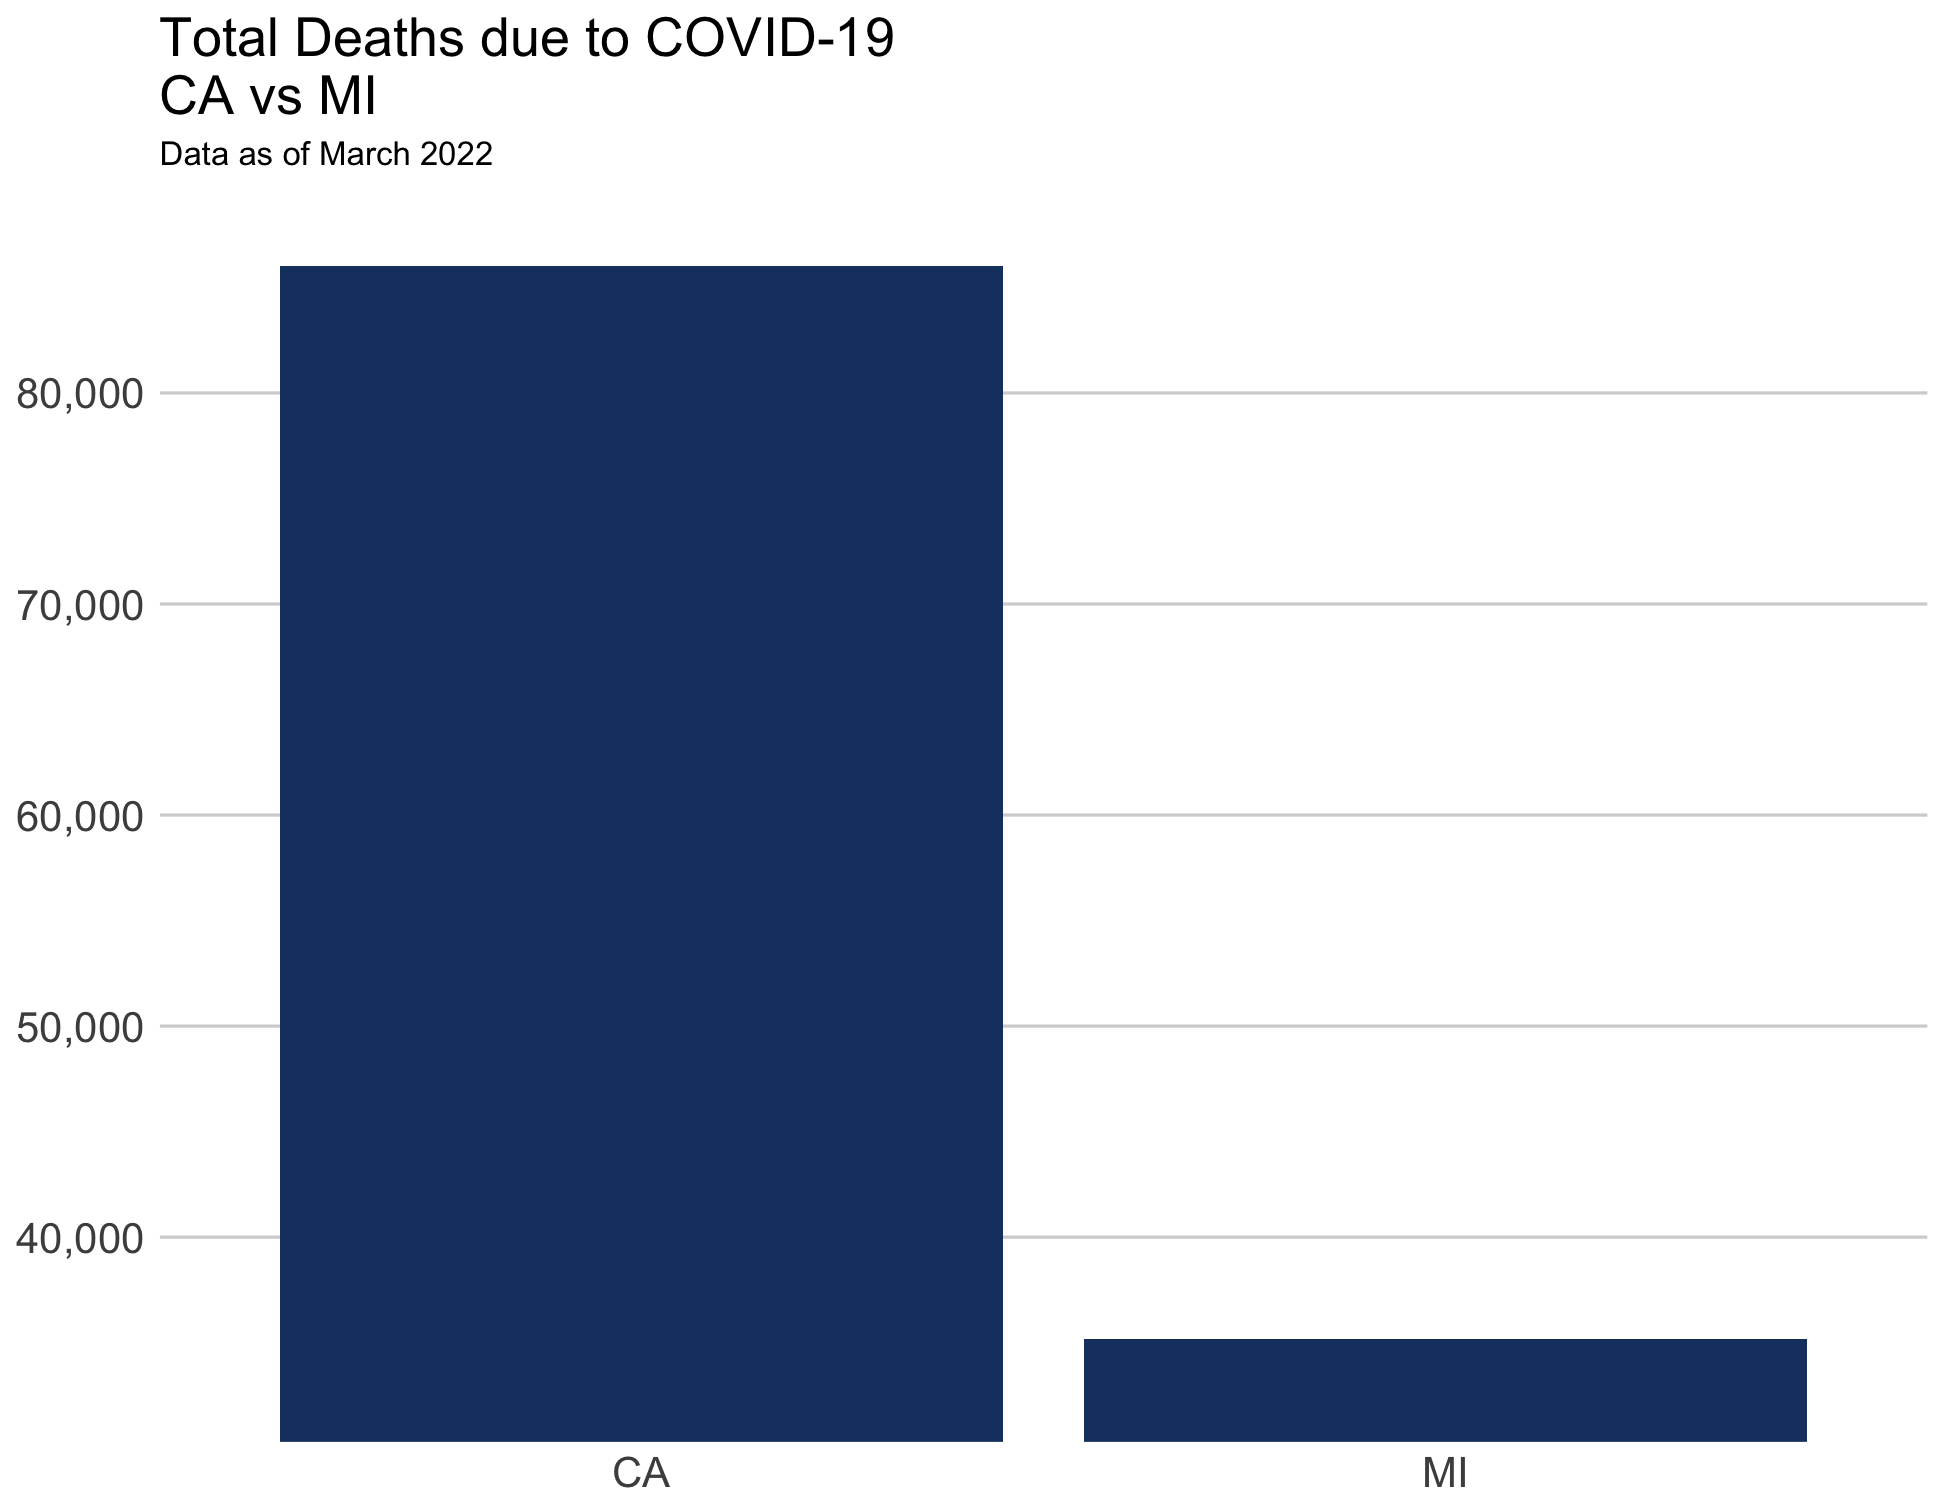 Total Deaths due to COVID-19
CA vs MI
Data as of March 2022
80,000
70,000
60,000
50,000
40,000
CA
MI